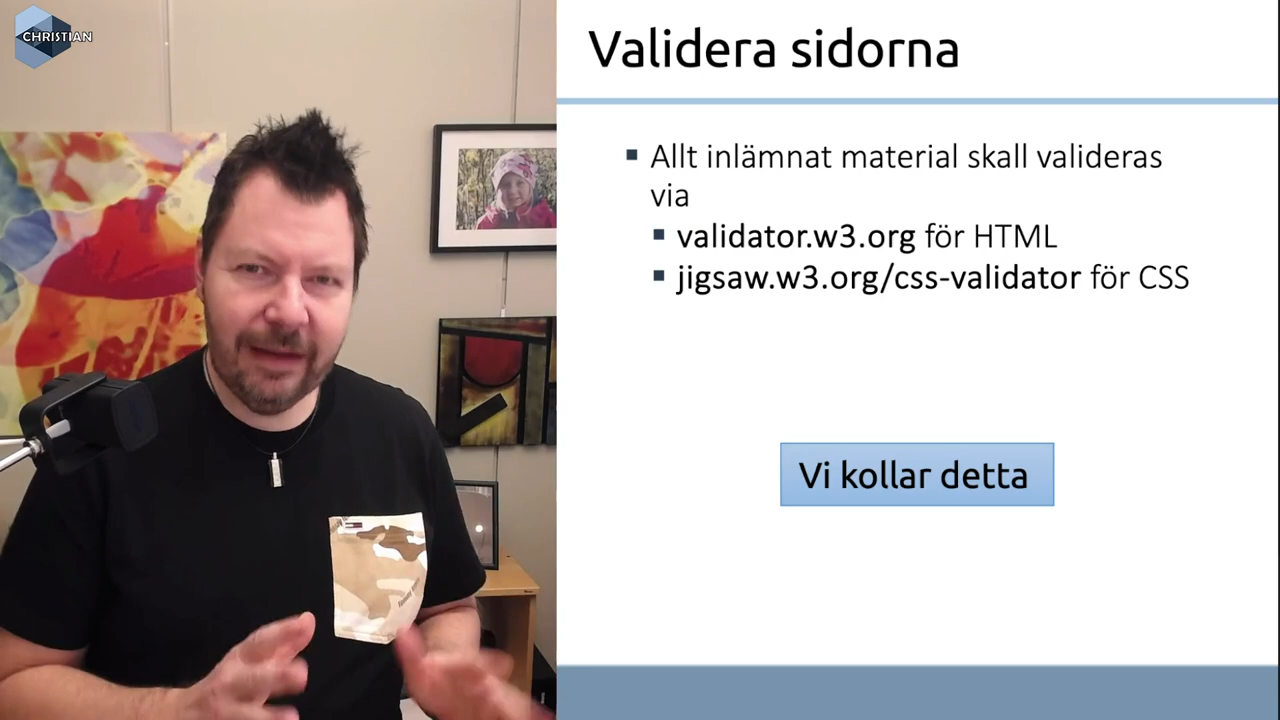 CHRISTIAN
Validera sidorna
Allt inlämnat material skall valideras
via
validator.w3.org för HTML
jigsaw.w3.org/css-validator för CSS
Vi kollar detta